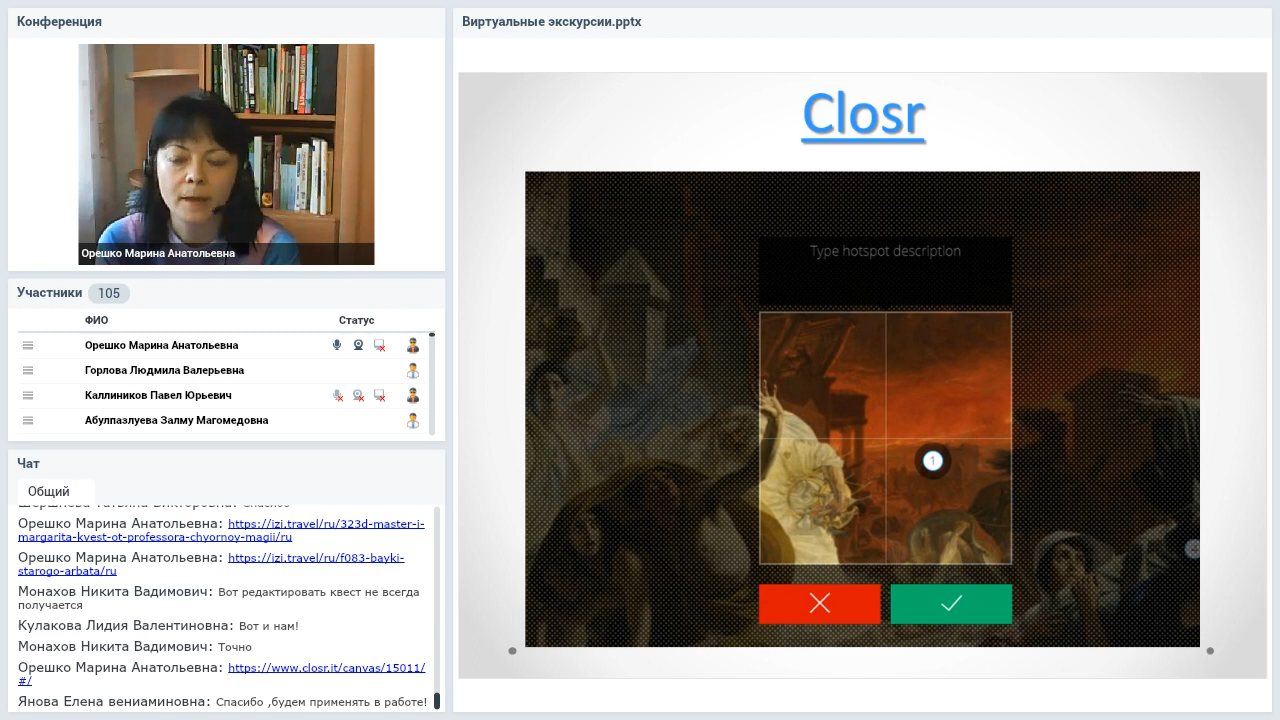 Конференция
Орешко Марина Анатольевна
Участники 105
ФИО Статус
Орешко Марина Анатольевна
Горлова Людмила Валерьевна
Каллиников Павел Юрьевич
Абулпазлуева Залму Магомедовна
Чат
Общий
Орешко Марина Анатольевна: https://izi.travel/ru/323d-master-i-
margarita-kvest-ot-professora-chyornoy-magii/ru
Орешко Марина Анатольевна: https://izi.travel/ru/f083-bayki-
starogo-arbata/ru
Монахов Никита Вадимович: Вот редактировать квест не всегда
получается
Кулакова Лидия Валентиновна: Вот и нам!
Монахов Никита Вадимович: Точно
Орешко Марина Анатольевна: https://www.closr.it/canvas/15011/
#/
Янова Елена вениаминовна: Спасибо ,будем применять в работе!
Виртуальные экскурсии.pptx
Closr
Type hotspot description
1